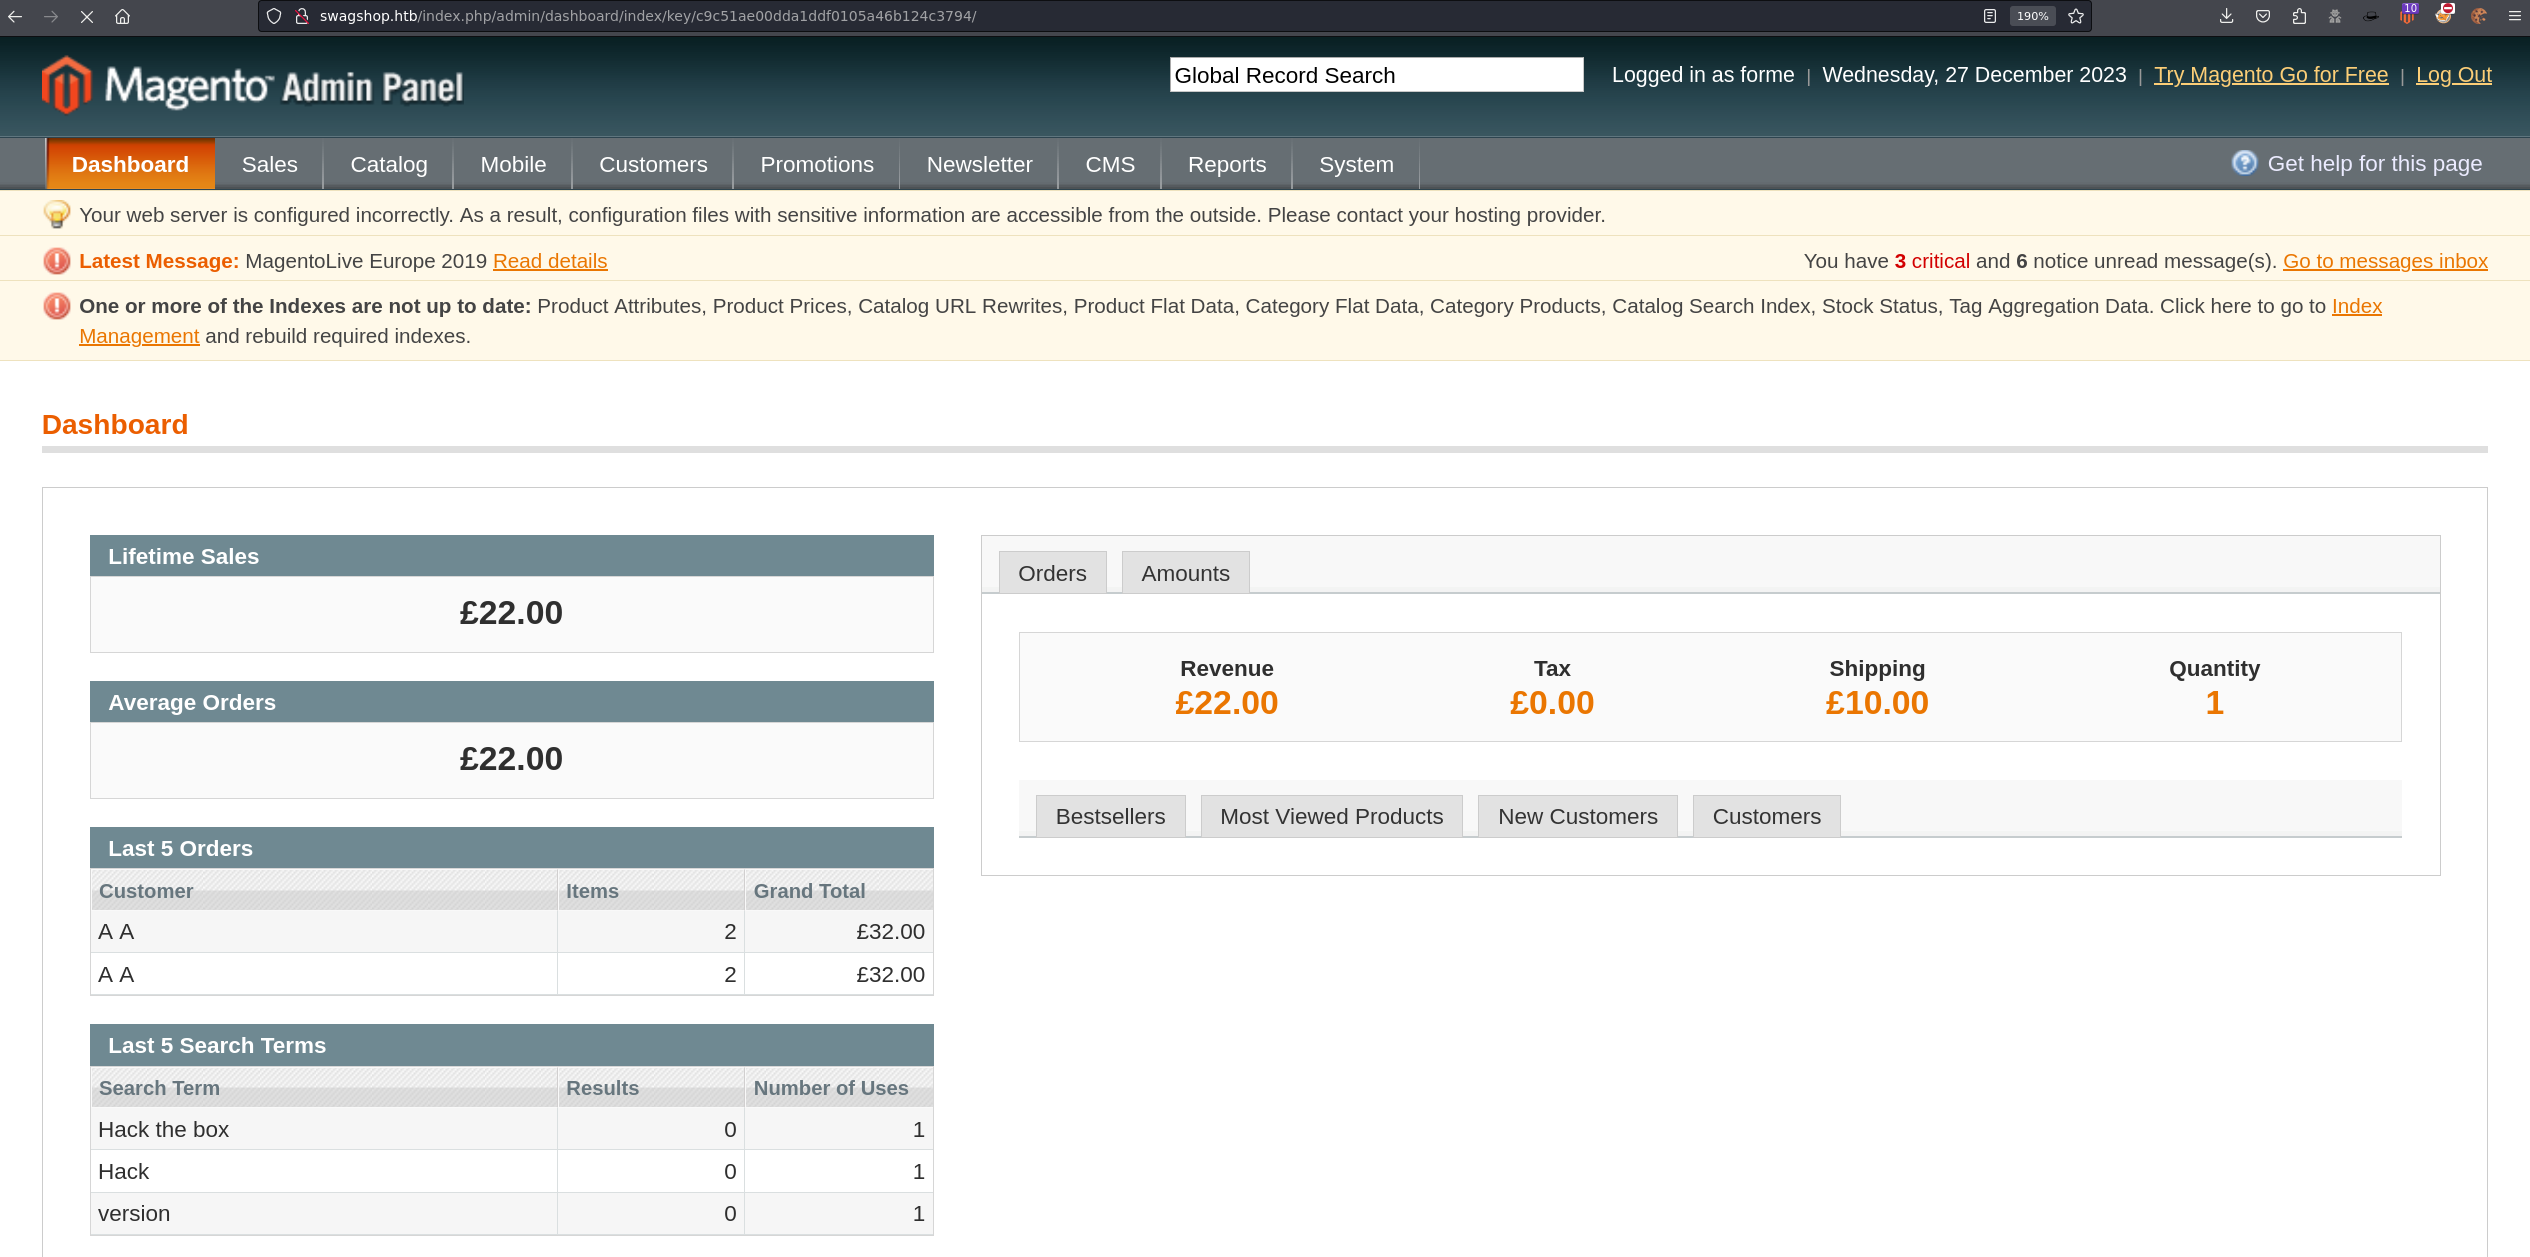 swagshop.htb/index.php/admin/dashboard/index/key/c9c51ae00dda1ddf0105a46b124c3794/
190%
10
Magento™ Admin Panel
Global Record Search
Logged in as forme | Wednesday, 27 December 2023 | Try Magento Go for Free | Log Out
Dashboard Sales Catalog Mobile Customers Promotions Newsletter CMS Reports System
Get help for this page
Your web server is configured incorrectly. As a result, configuration files with sensitive information are accessible from the outside. Please contact your hosting provider.
Latest Message: MagentoLive Europe 2019 Read details
You have 3 critical and 6 notice unread message(s). Go to messages inbox
One or more of the Indexes are not up to date: Product Attributes, Product Prices, Catalog URL Rewrites, Product Flat Data, Category Flat Data, Category Products, Catalog Search Index, Stock Status, Tag Aggregation Data. Click here to go to Index
Management and rebuild required indexes.
Dashboard
Lifetime Sales
£22.00
Average Orders
£22.00
Last 5 Orders
Customer Items Grand Total
A A 2 £32.00
A A 2 £32.00
Last 5 Search Terms
Search Term Results Number of Uses
Hack the box 0 1
Hack 0 1
version 0 1
Orders Amounts
Revenue Tax Shipping Quantity
£22.00 £0.00 £10.00 1
Bestsellers Most Viewed Products New Customers Customers